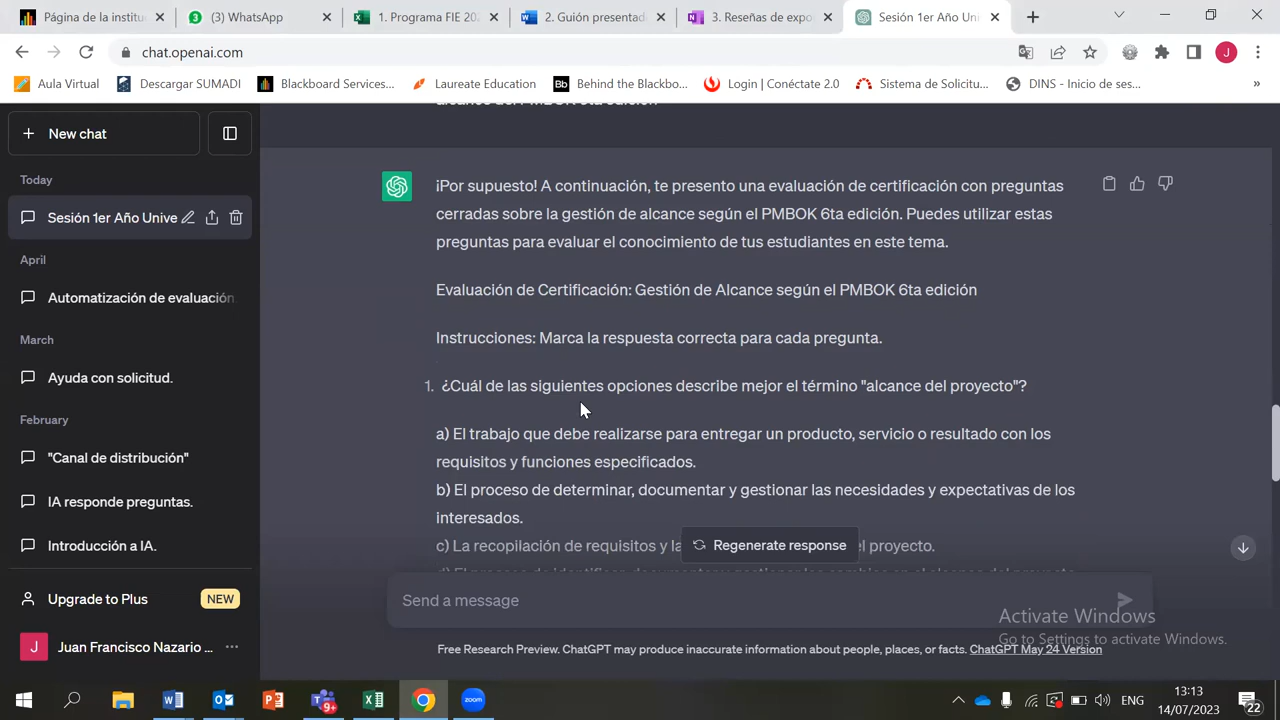 Página de la institu
(3) WhatsApp
1. Programa FIE 202
2. Guión presentad
3. Reseñas de expo
Sesión 1er Año Uni
chat.openai.com
J
Aula Virtual
Descargar SUMADI
Blackboard Services...
Laureate Education
Bb
Behind the Blackbo...
Login | Conéctate 2.0
Sistema de Solicitu...
DINS - Inicio de ses...
»
New chat
Today
Sesión 1er Año Unive
April
Automatización de evaluación
March
Ayuda con solicitud.
February
"Canal de distribución"
IA responde preguntas.
Introducción a IA.
Upgrade to Plus
NEW
J
Juan Francisco Nazario ...
¡Por supuesto! A continuación, te presento una evaluación de certificación con preguntas
cerradas sobre la gestión de alcance según el PMBOK 6ta edición. Puedes utilizar estas
preguntas para evaluar el conocimiento de tus estudiantes en este tema.
Evaluación de Certificación: Gestión de Alcance según el PMBOK 6ta edición
Instrucciones: Marca la respuesta correcta para cada pregunta.
1. ¿Cuál de las siguientes opciones describe mejor el término "alcance del proyecto"?
a) El trabajo que debe realizarse para entregar un producto, servicio o resultado con los
requisitos y funciones especificados.
b) El proceso de determinar, documentar y gestionar las necesidades y expectativas de los
interesados.
c) La recopilación de requisitos y la
el proyecto.
Regenerate response
Send a message
Free Research Preview. ChatGPT may produce inaccurate information about people, places, or facts. ChatGPT May 24 Version
Activate Windows
Go to Settings to activate Windows.
9+
ENG
13:13
14/07/2023
22